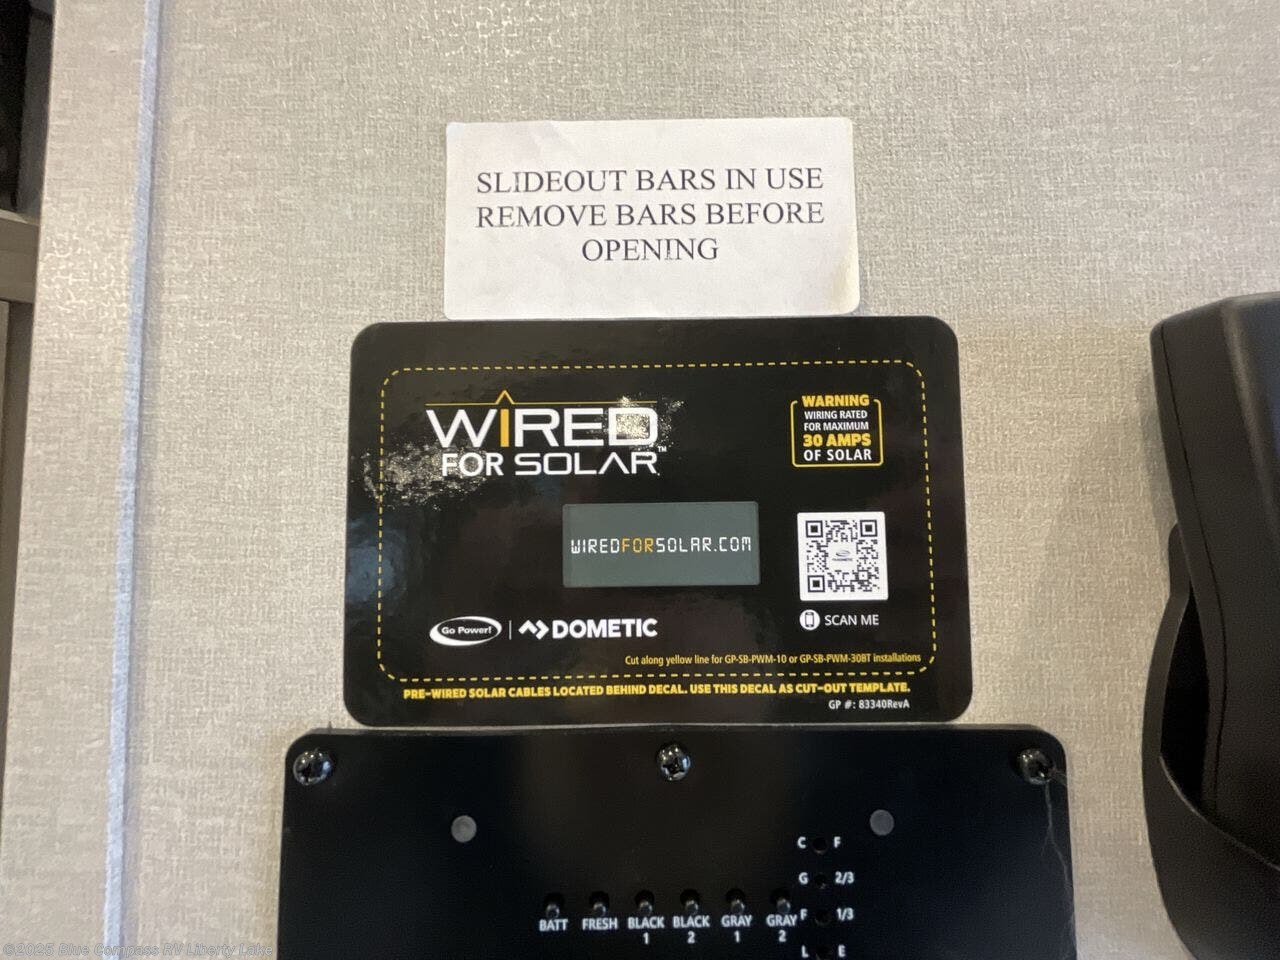 SLIDEOUT BARS IN USE
REMOVE BARS BEFORE
OPENING
WIRED
FOR SOLAR™
WARNING
WIRING RATED
FOR MAXIMUM
30 AMPS
OF SOLAR
WIREDFORSOLAR.COM
SCAN ME
Go Power! | DOMETIC
Cut along yellow line for GP-SB-PWM-10 or GP-SB-PWM-30BT installations
PRE-WIRED SOLAR CABLES LOCATED BEHIND DECAL. USE THIS DECAL AS CUT-OUT TEMPLATE.
GP #: 83340RevA
C F
G 2/3
F 1/3
L E
BATT FRESH BLACK 1 BLACK 2 GRAY 1 GRAY 2
©2025 Blue Compass RV Liberty Lake